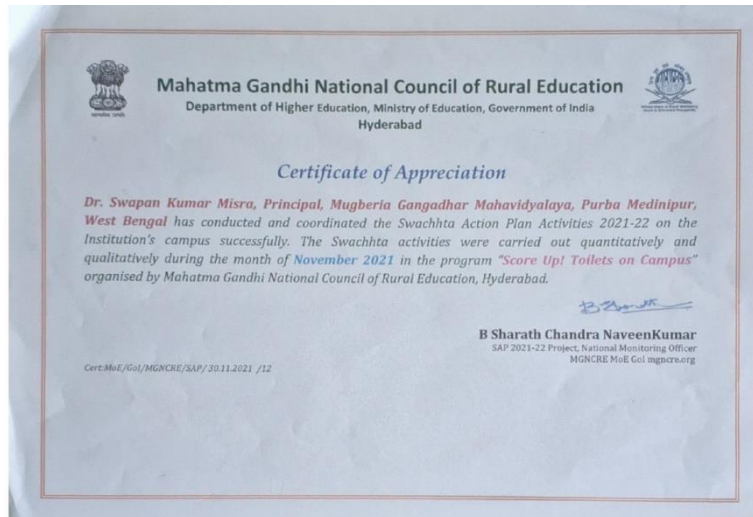 Mahatma Gandhi National Council of Rural Education
Department of Higher Education, Ministry of Education, Government of India
Hyderabad
Certificate of Appreciation
Dr. Swapan Kumar Misra, Principal, Mugberia Gangadhar Mahavidyalaya, Purba Medinipur,
West Bengal has conducted and coordinated the Swachhta Action Plan Activities 2021-22 on the
Institution's campus successfully. The Swachhta activities were carried out quantitatively and
qualitatively during the month of November 2021 in the program "Score Up! Toilets on Campus"
organised by Mahatma Gandhi National Council of Rural Education, Hyderabad.
B Sharath Chandra NaveenKumar
SAP 2021-22 Project, National Monitoring Officer
MGNCRE MoE GoI mgncre.org
Cert:MoE/GoI/MGNCRE/SAP/ 30.11.2021 /12